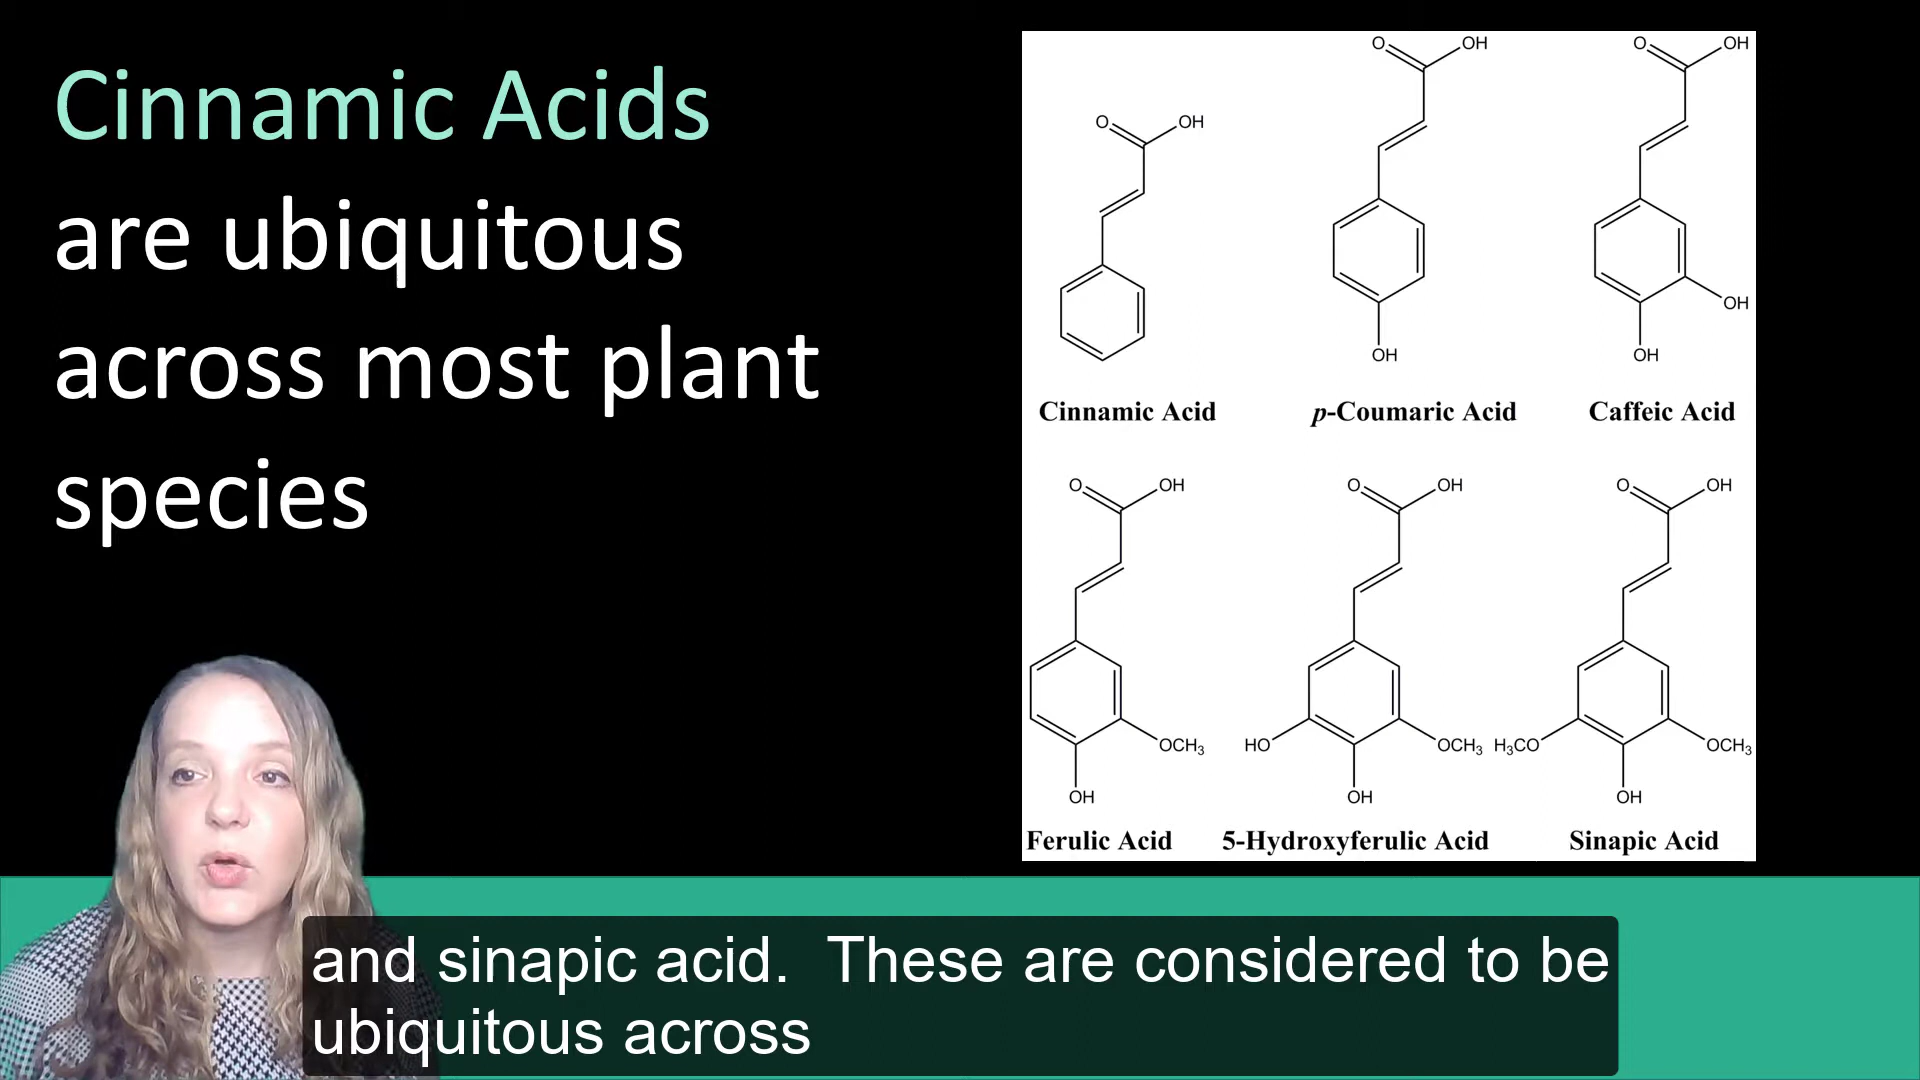 Cinnamic Acids
are ubiquitous
across most plant
species
O OH
O OH
O OH
OH
OH
OH
Cinnamic Acid
p-Coumaric Acid
Caffeic Acid
O OH
O OH
O OH
OCH3
OH
HO
OCH3
OH
H3CO
OCH3
OH
Ferulic Acid
5-Hydroxyferulic Acid
Sinapic Acid
and sinapic acid. These are considered to be
ubiquitous across